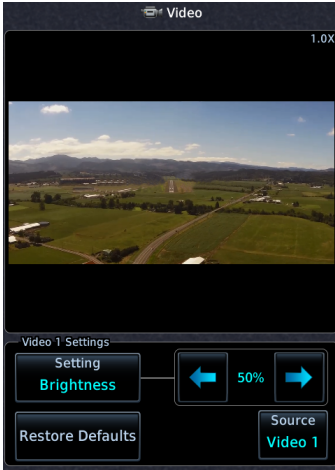 Video
1.0X
Video 1 Settings
Setting
Brightness
50%
Restore Defaults
Source
Video 1